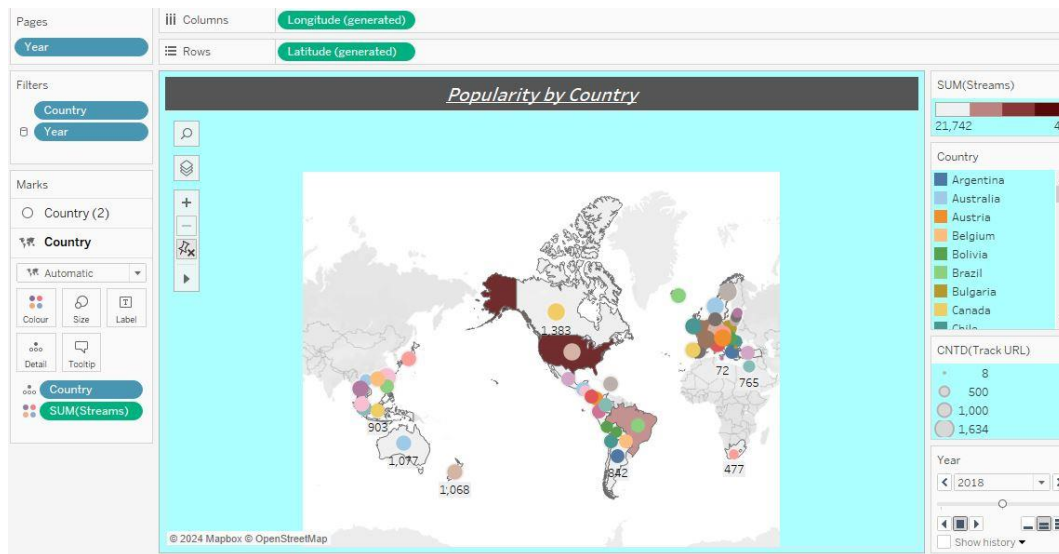 Pages
Year
Columns
Longitude (generated)
Rows
Latitude (generated)
Filters
Country
Year
Marks
Country (2)
Country
Automatic
Colour
Size
Label
Detail
Tooltip
Country
SUM(Streams)
Popularity by Country
1,383
72
765
903
1,077
1,068
842
477
© 2024 Mapbox © OpenStreetMap
SUM(Streams)
21,742
Country
Argentina
Australia
Austria
Belgium
Bolivia
Brazil
Bulgaria
Canada
Chile
CNTD(Track URL)
8
500
1,000
1,634
Year
2018
Show history